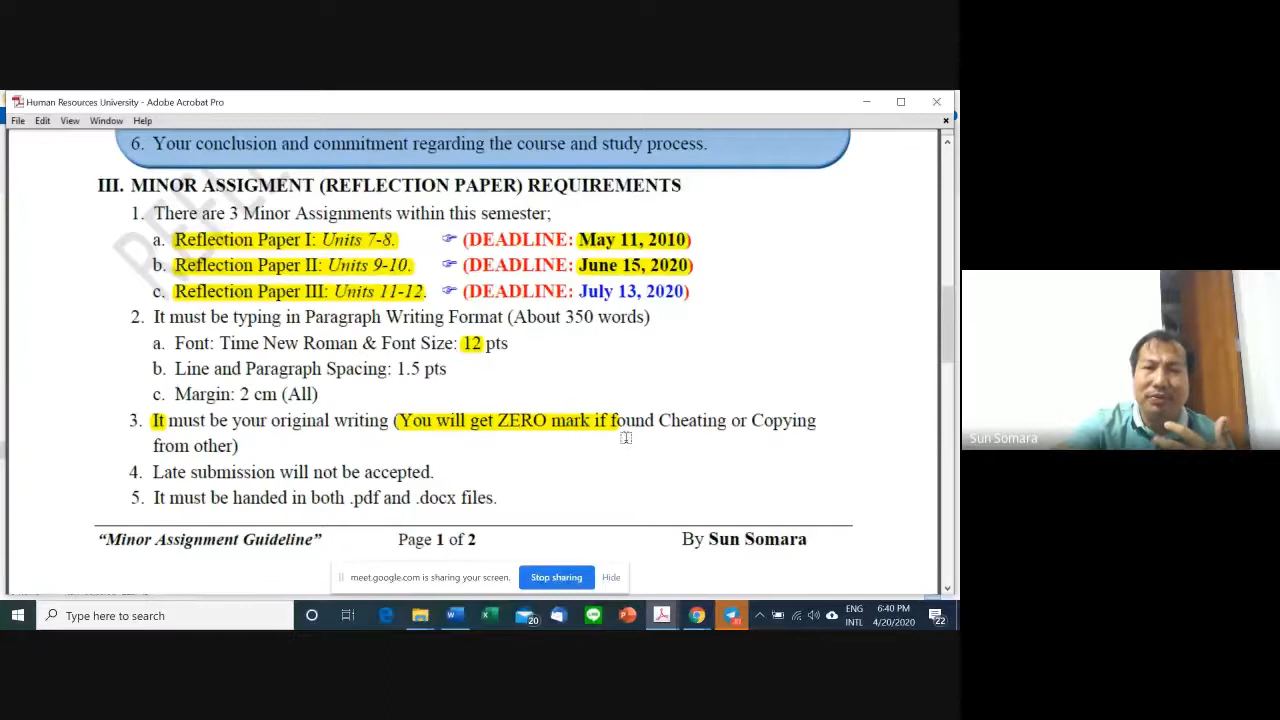 Human Resources University - Adobe Acrobat Pro
File Edit View Window Help
6. Your conclusion and commitment regarding the course and study process.
III. MINOR ASSIGMENT (REFLECTION PAPER) REQUIREMENTS
1. There are 3 Minor Assignments within this semester;
a. Reflection Paper I: Units 7-8. ☞ (DEADLINE: May 11, 2010)
b. Reflection Paper II: Units 9-10. ☞ (DEADLINE: June 15, 2020)
c. Reflection Paper III: Units 11-12. ☞ (DEADLINE: July 13, 2020)
2. It must be typing in Paragraph Writing Format (About 350 words)
a. Font: Time New Roman & Font Size: 12 pts
b. Line and Paragraph Spacing: 1.5 pts
c. Margin: 2 cm (All)
3. It must be your original writing (You will get ZERO mark if found Cheating or Copying
from other)
4. Late submission will not be accepted.
5. It must be handed in both .pdf and .docx files.
"Minor Assignment Guideline" Page 1 of 2 By Sun Somara
meet.google.com is sharing your screen. Stop sharing Hide
Type here to search
20
ENG
INTL
6:40 PM
4/20/2020
22
Sun Somara